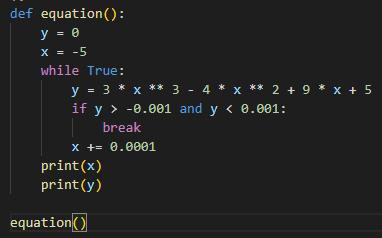 def equation():
    y = 0
    x = -5
    while True:
        y = 3 * x ** 3 - 4 * x ** 2 + 9 * x + 5
        if y > -0.001 and y < 0.001:
            break
        x += 0.0001
    print(x)
    print(y)

equation()